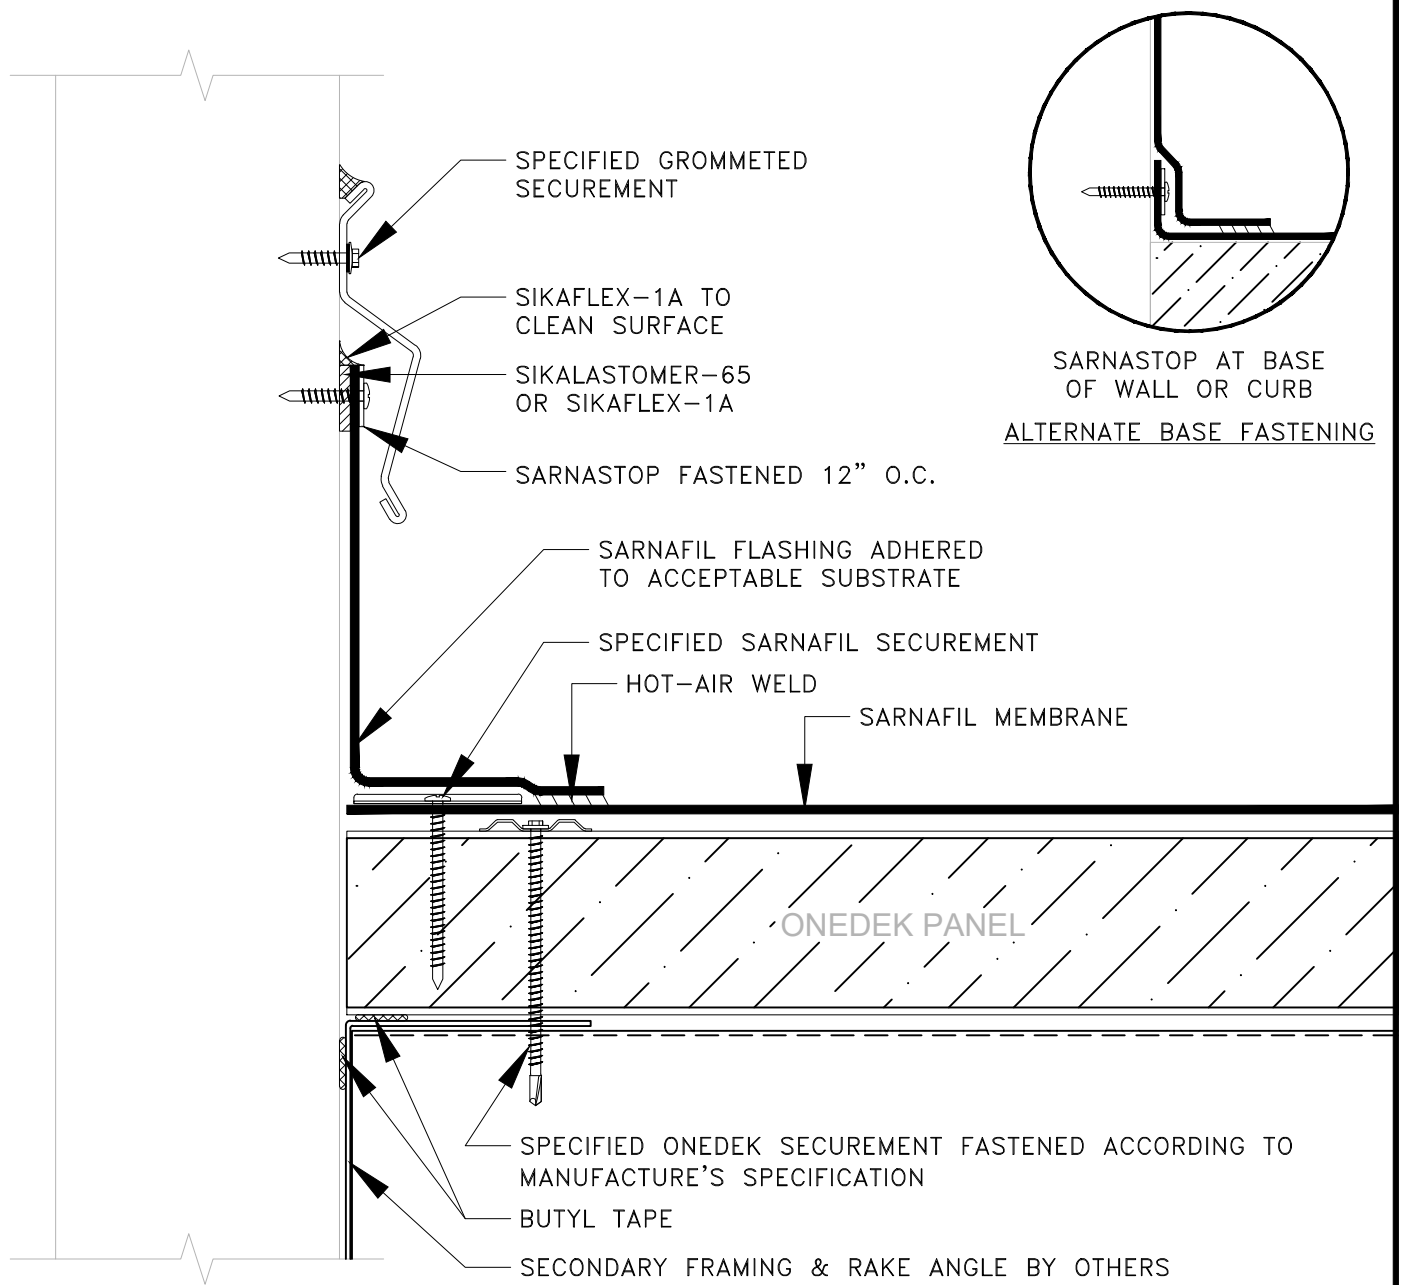 SPECIFIED GROMMETED
SECUREMENT
SIKAFLEX-1A TO
CLEAN SURFACE
SIKALASTOMER-65
OR SIKAFLEX-1A
SARNASTOP FASTENED 12" O.C.
SARNASTOP AT BASE
OF WALL OR CURB
ALTERNATE BASE FASTENING
SARNAFIL FLASHING ADHERED
TO ACCEPTABLE SUBSTRATE
SPECIFIED SARNAFIL SECUREMENT
HOT-AIR WELD
SARNAFIL MEMBRANE
ONEDEK PANEL
SPECIFIED ONEDEK SECUREMENT FASTENED ACCORDING TO
MANUFACTURE'S SPECIFICATION
BUTYL TAPE
SECONDARY FRAMING & RAKE ANGLE BY OTHERS